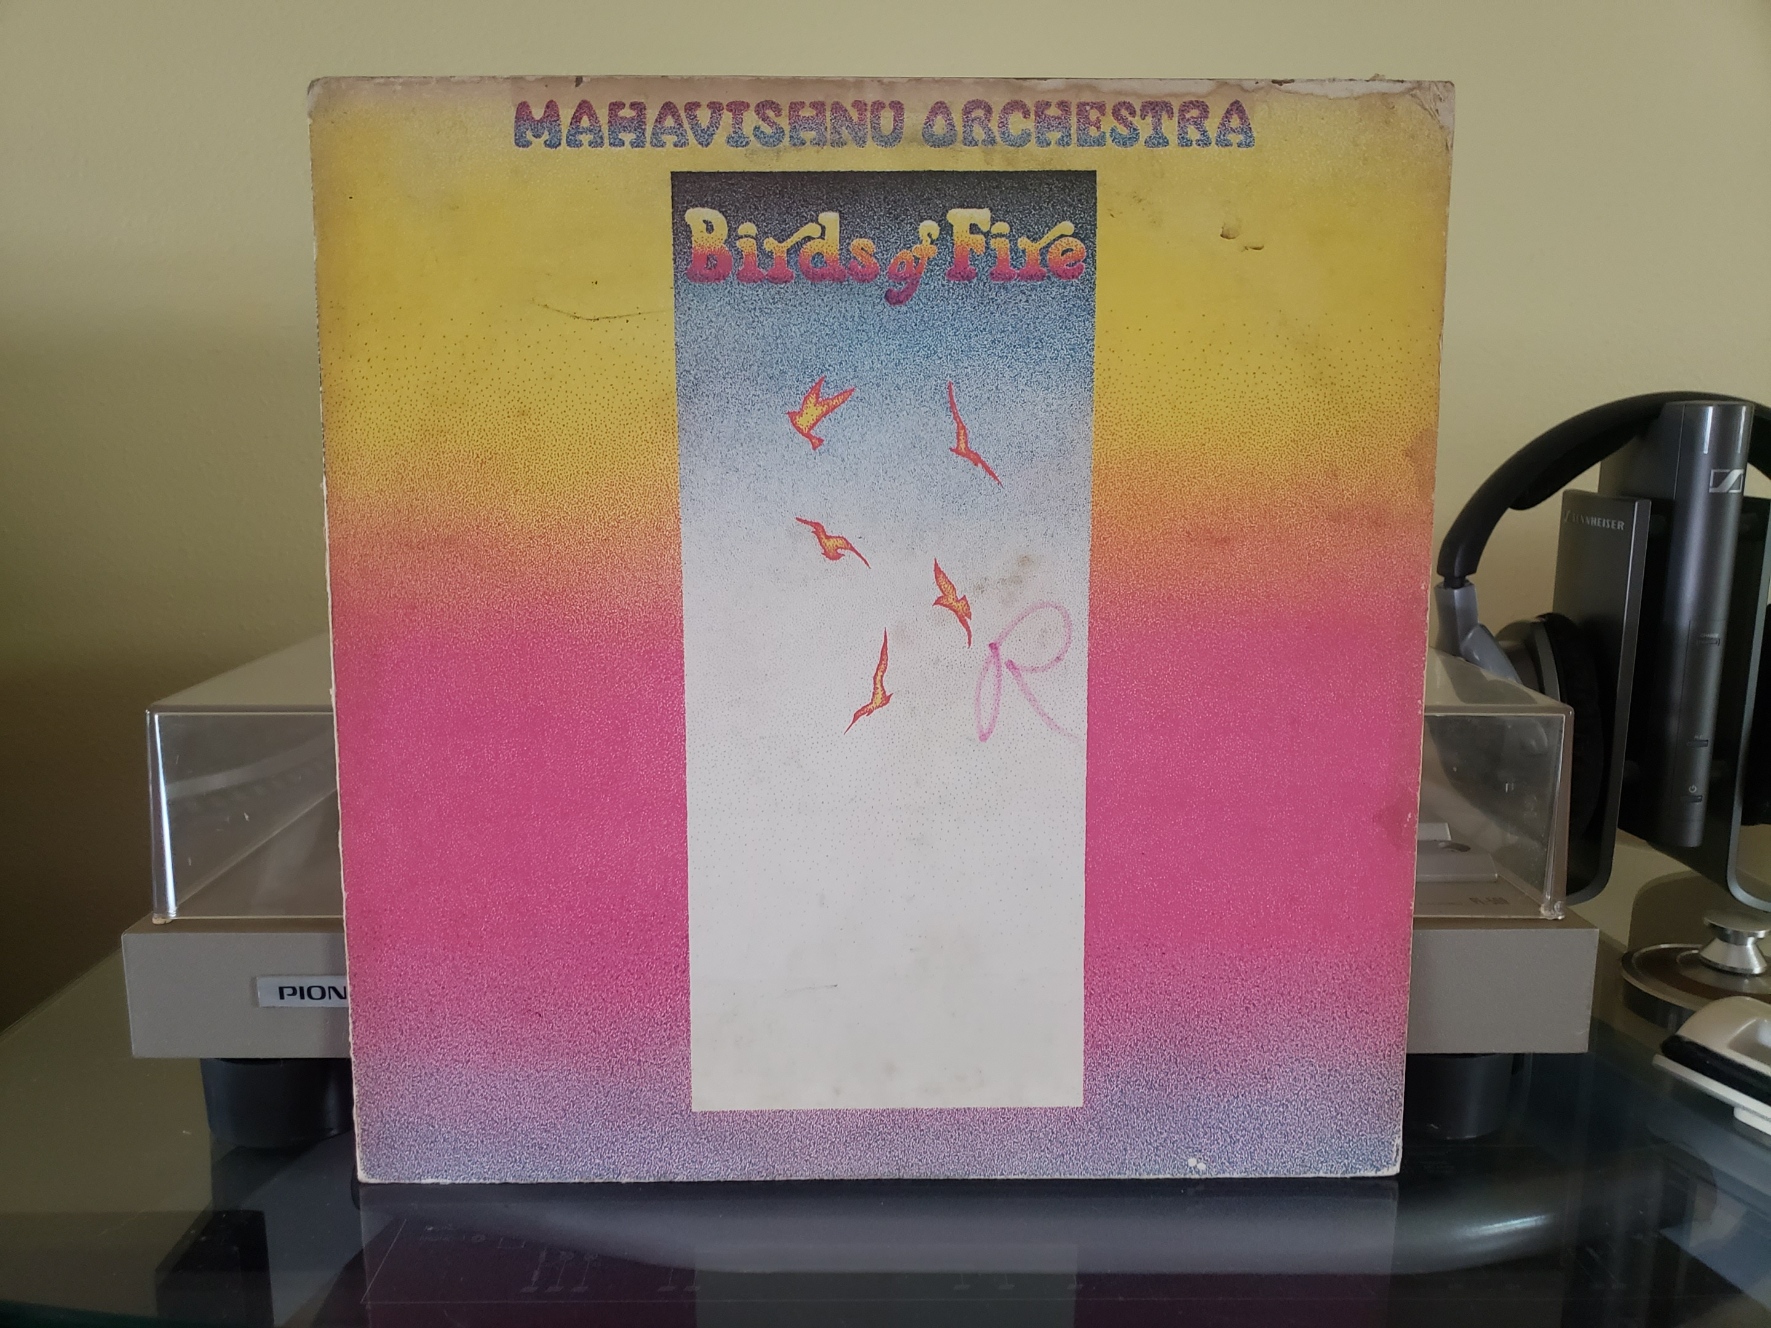 MAHAVISHNU ORCHESTRA
Birds of Fire
R
SENNHEISER
PION